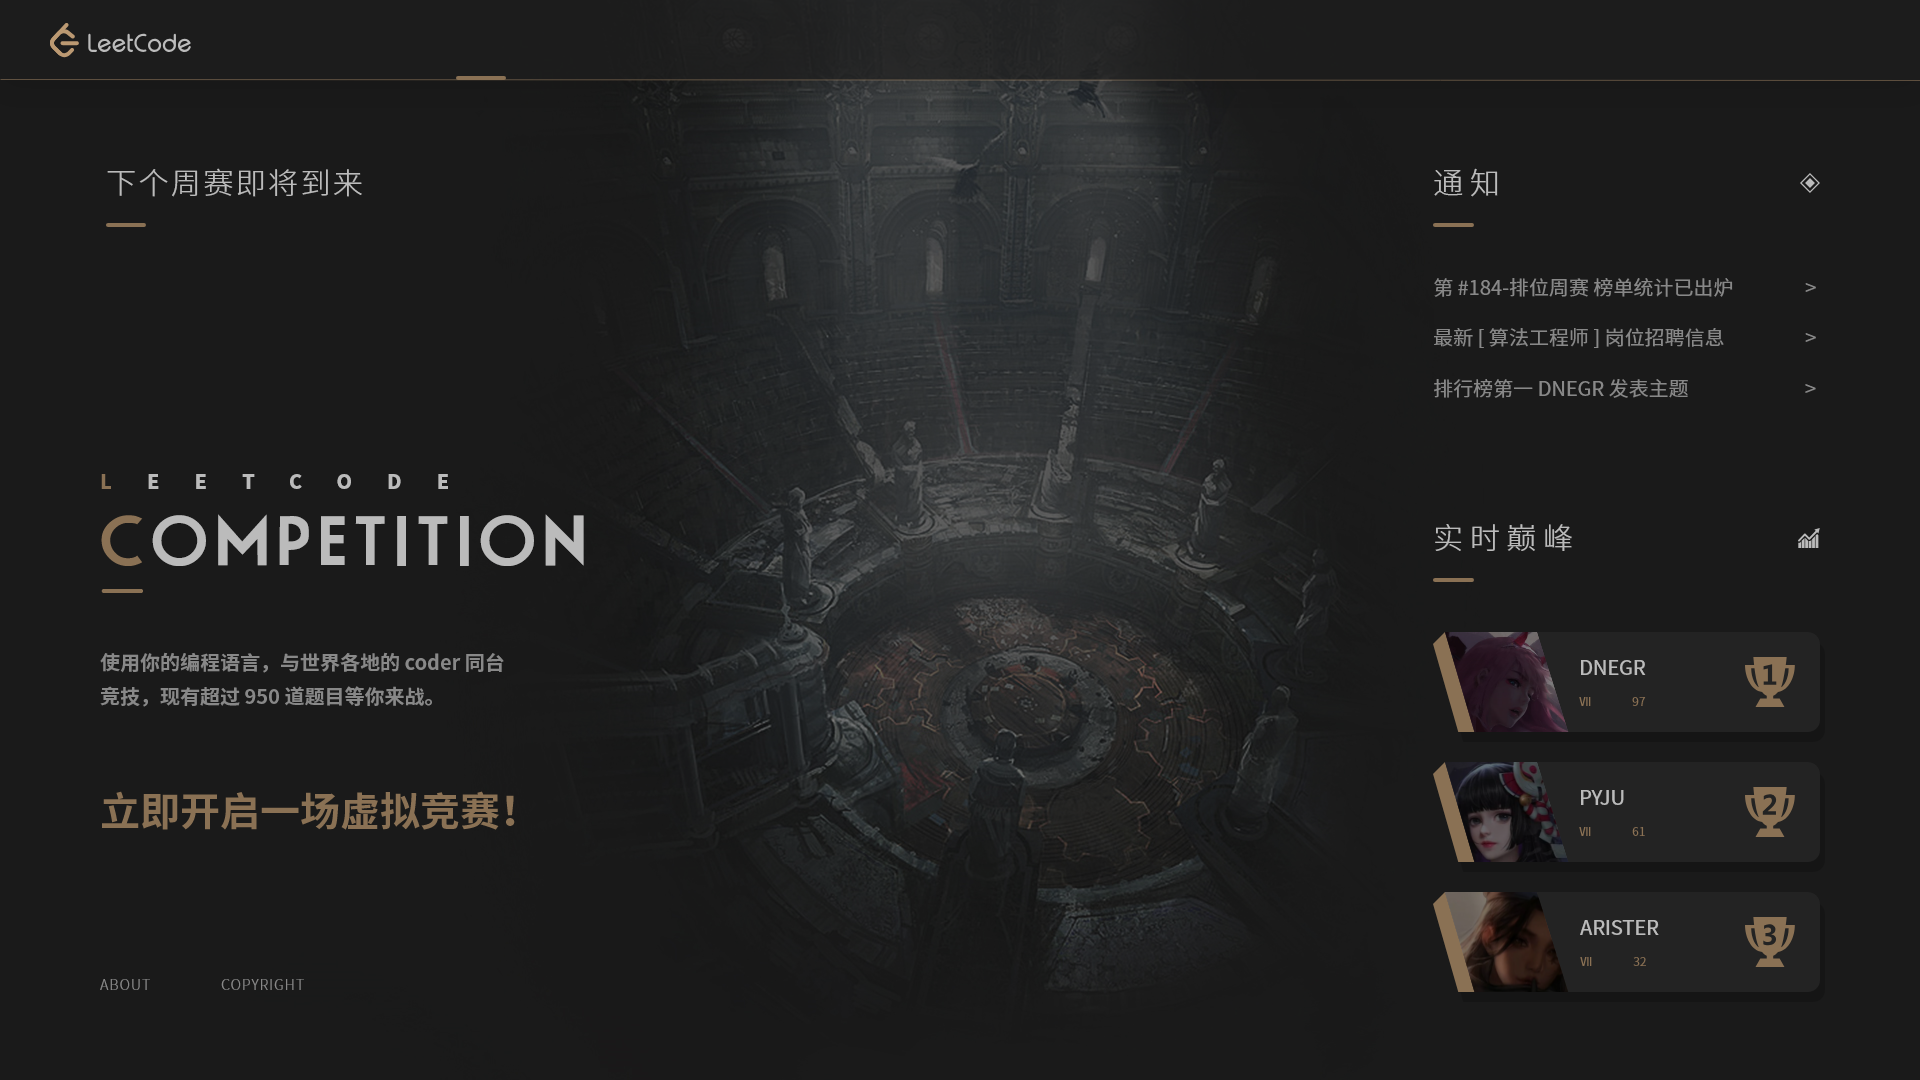 LeetCode
下个周赛即将到来
LEETCODE
COMPETITION
使用你的编程语言，与世界各地的 coder 同台
竞技，现有超过 950 道题目等你来战。
立即开启一场虚拟竞赛！
ABOUT COPYRIGHT
通知
第 #184-排位周赛 榜单统计已出炉 >
最新 [ 算法工程师 ] 岗位招聘信息 >
排行榜第一 DNEGR 发表主题 >
实时巅峰
DNEGR
VII 97
1
PYJU
VII 61
2
ARISTER
VII 32
3